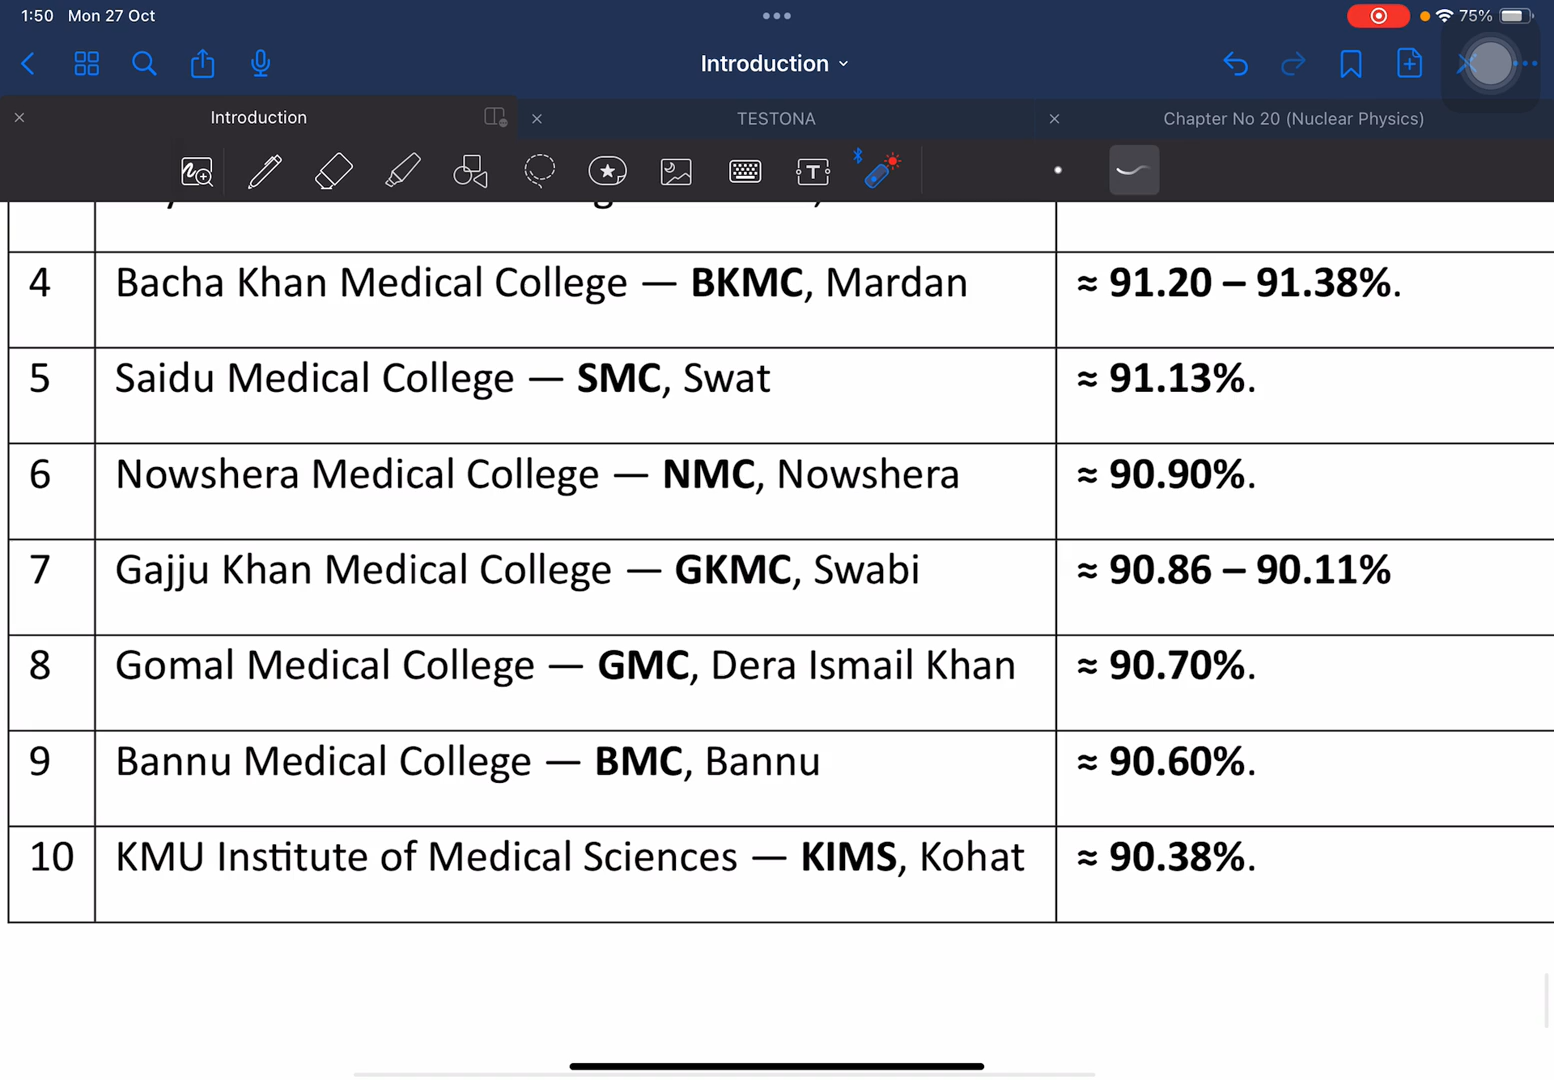 1:50 Mon 27 Oct
75%
Introduction
Introduction
TESTONA
Chapter No 20 (Nuclear Physics)
4 Bacha Khan Medical College — BKMC, Mardan ≈ 91.20 – 91.38%.
5 Saidu Medical College — SMC, Swat ≈ 91.13%.
6 Nowshera Medical College — NMC, Nowshera ≈ 90.90%.
7 Gajju Khan Medical College — GKMC, Swabi ≈ 90.86 – 90.11%
8 Gomal Medical College — GMC, Dera Ismail Khan ≈ 90.70%.
9 Bannu Medical College — BMC, Bannu ≈ 90.60%.
10 KMU Institute of Medical Sciences — KIMS, Kohat ≈ 90.38%.